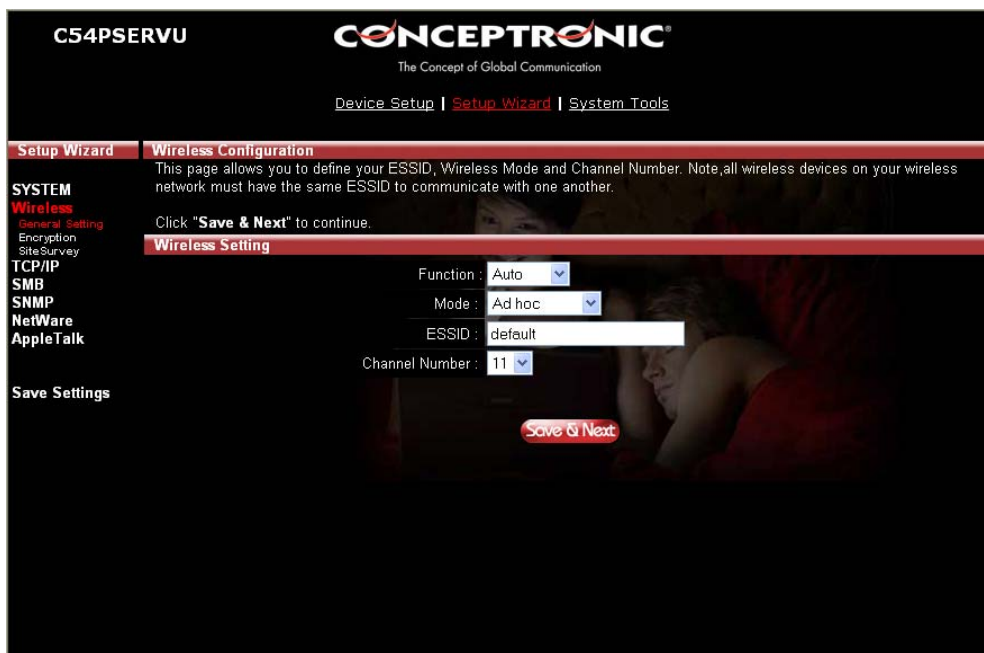 C54PSERVU
CONCEPTRONIC®
The Concept of Global Communication
Device Setup | Setup Wizard | System Tools
Setup Wizard
SYSTEM
Wireless
General Setting
Encryption
SiteSurvey
TCP/IP
SMB
SNMP
NetWare
AppleTalk
Save Settings
Wireless Configuration
This page allows you to define your ESSID, Wireless Mode and Channel Number. Note,all wireless devices on your wireless
network must have the same ESSID to communicate with one another.
Click "Save & Next" to continue.
Wireless Setting
Function : Auto
Mode : Ad hoc
ESSID : default
Channel Number : 11
Save & Next